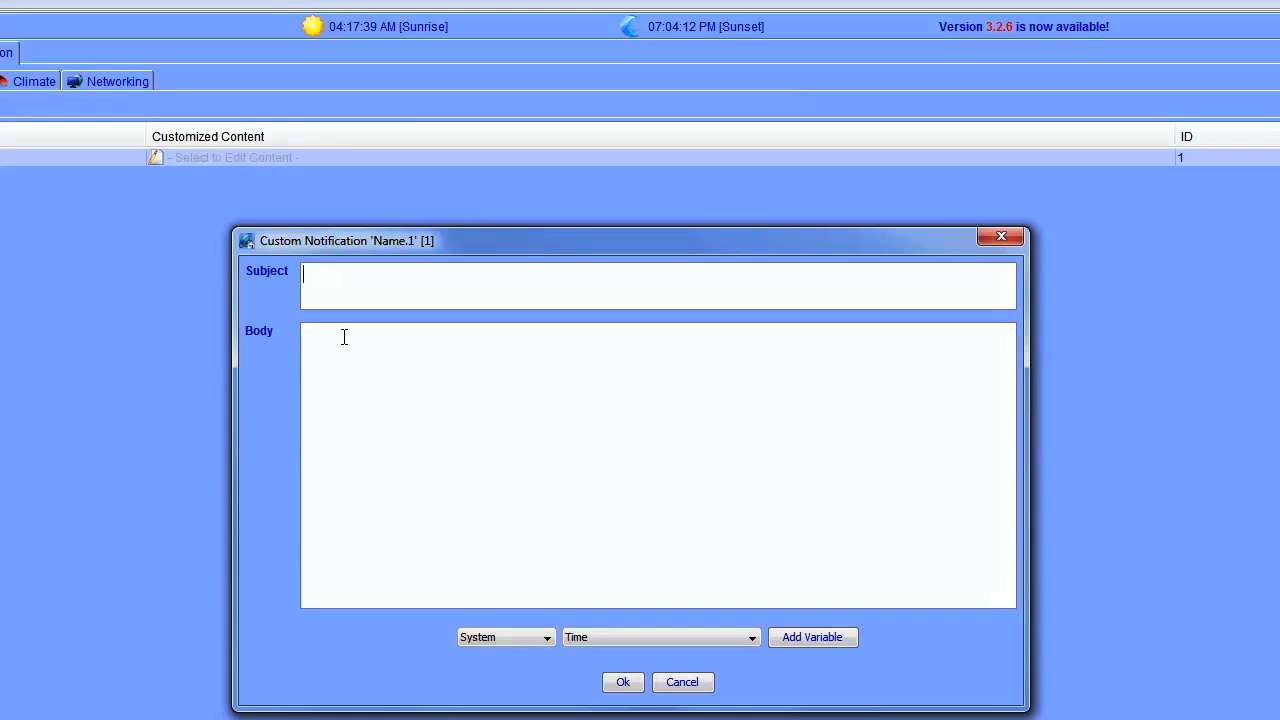 04:17:39 AM [Sunrise] 07:04:12 PM [Sunset] Version 3.2.6 is now available!
on
Climate Networking
Customized Content ID
- Select to Edit Content - 1
Custom Notification 'Name.1' [1]
Subject
Body
System Time Add Variable
Ok Cancel